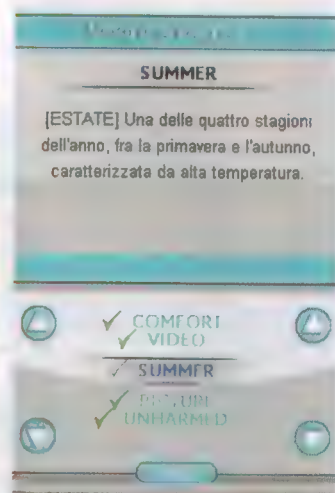 SUMMER
[ESTATE] Una delle quattro stagioni
dell'anno, fra la primavera e l'autunno,
caratterizzata da alta temperatura.
COMFORT
VIDEO
SUMMER
UNHARMED